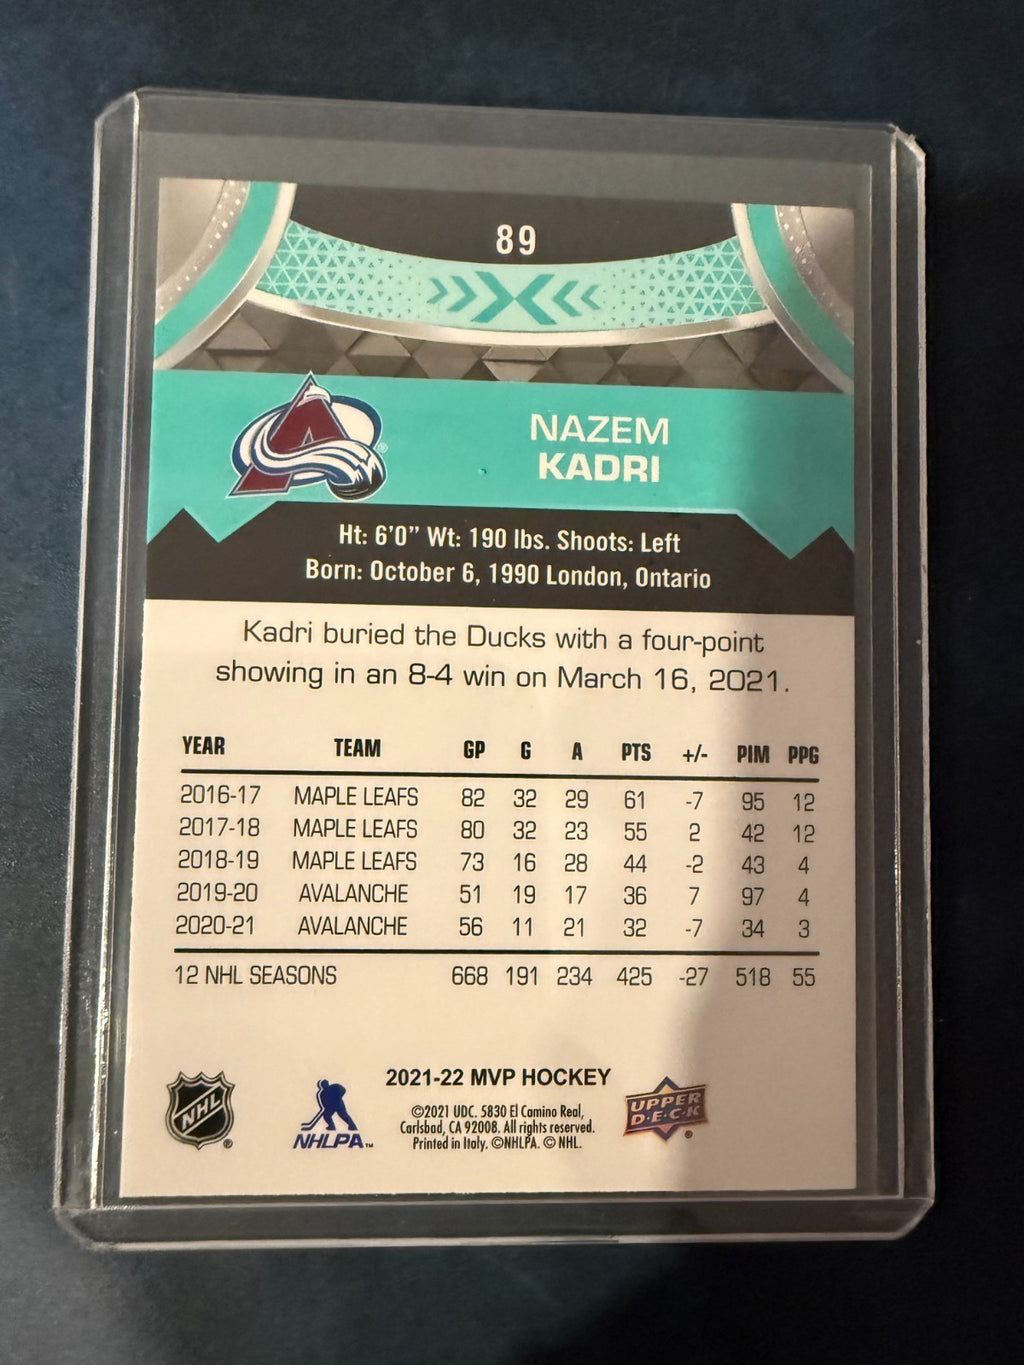 89
NAZEM
KADRI
Ht: 6'0" Wt: 190 lbs. Shoots: Left
Born: October 6, 1990 London, Ontario
Kadri buried the Ducks with a four-point
showing in an 8-4 win on March 16, 2021.
YEAR TEAM GP G A PTS +/- PIM PPG
2016-17 MAPLE LEAFS 82 32 29 61 -7 95 12
2017-18 MAPLE LEAFS 80 32 23 55 2 42 12
2018-19 MAPLE LEAFS 73 16 28 44 -2 43 4
2019-20 AVALANCHE 51 19 17 36 7 97 4
2020-21 AVALANCHE 56 11 21 32 -7 34 3
12 NHL SEASONS 668 191 234 425 -27 518 55
2021-22 MVP HOCKEY
©2021 UDC. 5830 El Camino Real,
Carlsbad, CA 92008. All rights reserved.
Printed in Italy. ©NHLPA. © NHL.
NHL ®
NHLPA™
UPPER
D·E·C·K ®